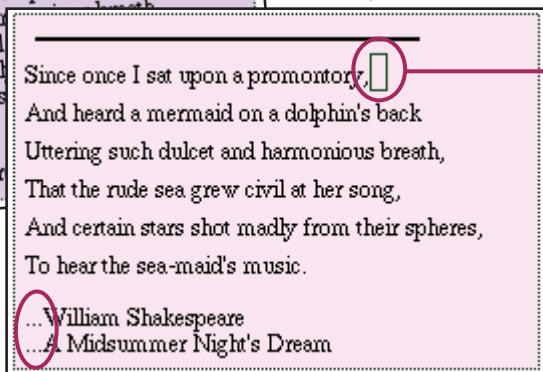 Since once I sat upon a promontory,
And heard a mermaid on a dolphin's back
Uttering such dulcet and harmonious breath,
That the rude sea grew civil at her song,
And certain stars shot madly from their spheres,
To hear the sea-maid's music.
...William Shakespeare
...A Midsummer Night's Dream